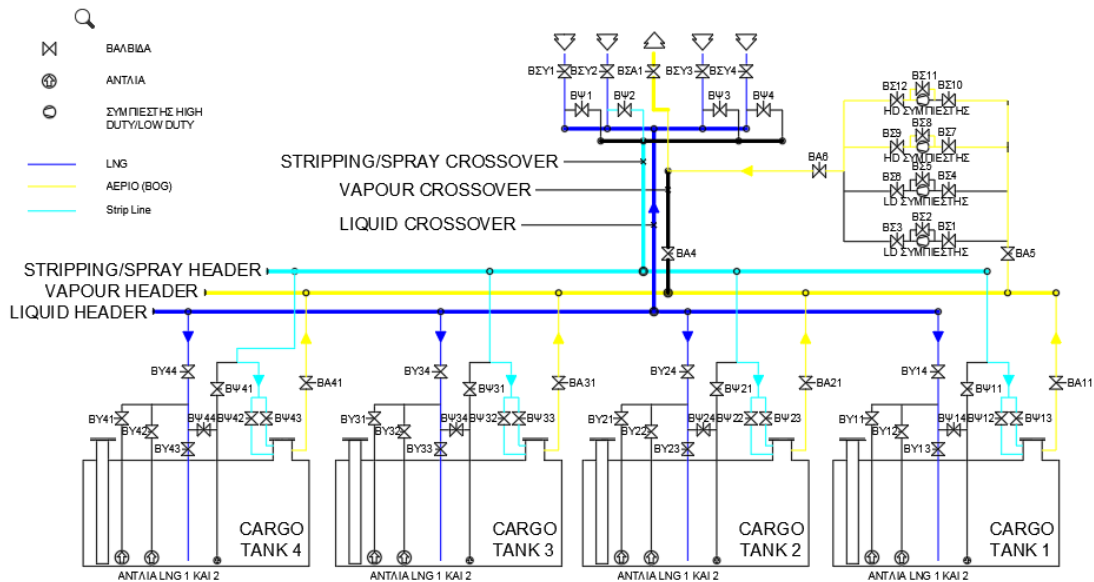 ΒΑΛΒΙΔΑ
ΑΝΤΛΙΑ
ΣΥΜΠΙΕΣΤΗΣ HIGH
DUTY/LOW DUTY
LNG
ΑΕΡΙΟ (BOG)
Strip Line
ΒΣΥ1
ΒΣΥ2
ΒΣΑ1
ΒΣΥ3
ΒΣΥ4
ΒΨ1
ΒΨ2
ΒΨ3
ΒΨ4
STRIPPING/SPRAY CROSSOVER
VAPOUR CROSSOVER
LIQUID CROSSOVER
ΒΣ11
ΒΣ12
ΒΣ10
HD ΣΥΜΠΙΕΣΤΗΣ
ΒΣ8
ΒΣ9
ΒΣ7
HD ΣΥΜΠΙΕΣΤΗΣ
ΒΣ5
ΒΣ6
ΒΣ4
LD ΣΥΜΠΙΕΣΤΗΣ
ΒΣ2
ΒΣ3
ΒΣ1
LD ΣΥΜΠΙΕΣΤΗΣ
ΒΑ6
ΒΑ4
ΒΑ5
STRIPPING/SPRAY HEADER
VAPOUR HEADER
LIQUID HEADER
ΒΥ44
ΒΨ41
ΒΑ41
ΒΥ41
ΒΥ42
ΒΨ44
ΒΨ42
ΒΨ43
ΒΥ43
CARGO
TANK 4
ΑΝΤΛΙΑ LNG 1 ΚΑΙ 2
ΒΥ34
ΒΨ31
ΒΑ31
ΒΥ31
ΒΥ32
ΒΨ34
ΒΨ32
ΒΨ33
ΒΥ33
CARGO
TANK 3
ΑΝΤΛΙΑ LNG 1 ΚΑΙ 2
ΒΥ24
ΒΨ21
ΒΑ21
ΒΥ21
ΒΥ22
ΒΨ24
ΒΨ22
ΒΨ23
ΒΥ23
CARGO
TANK 2
ΑΝΤΛΙΑ LNG 1 ΚΑΙ 2
ΒΥ14
ΒΨ11
ΒΑ11
ΒΥ11
ΒΥ12
ΒΨ14
ΒΨ12
ΒΨ13
ΒΥ13
CARGO
TANK 1
ΑΝΤΛΙΑ LNG 1 ΚΑΙ 2